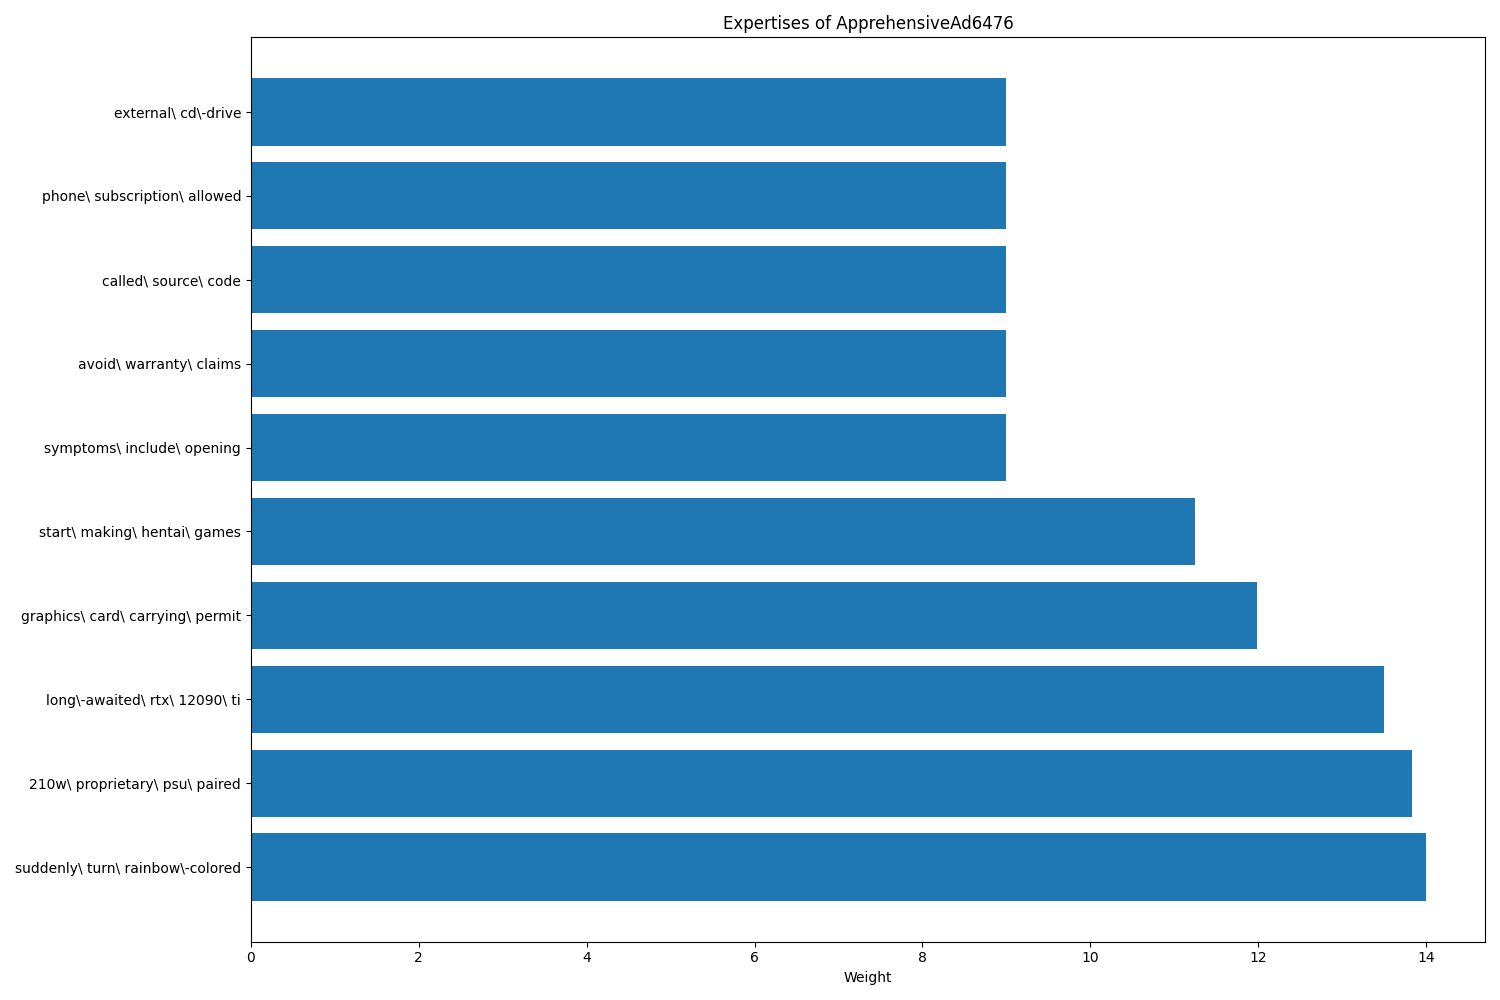 Expertises of ApprehensiveAd6476
external\ cd\-drive
phone\ subscription\ allowed
called\ source\ code
avoid\ warranty\ claims
symptoms\ include\ opening
start\ making\ hentai\ games
graphics\ card\ carrying\ permit
long\-awaited\ rtx\ 12090\ ti
210w\ proprietary\ psu\ paired
suddenly\ turn\ rainbow\-colored
0 2 4 6 8 10 12 14
Weight